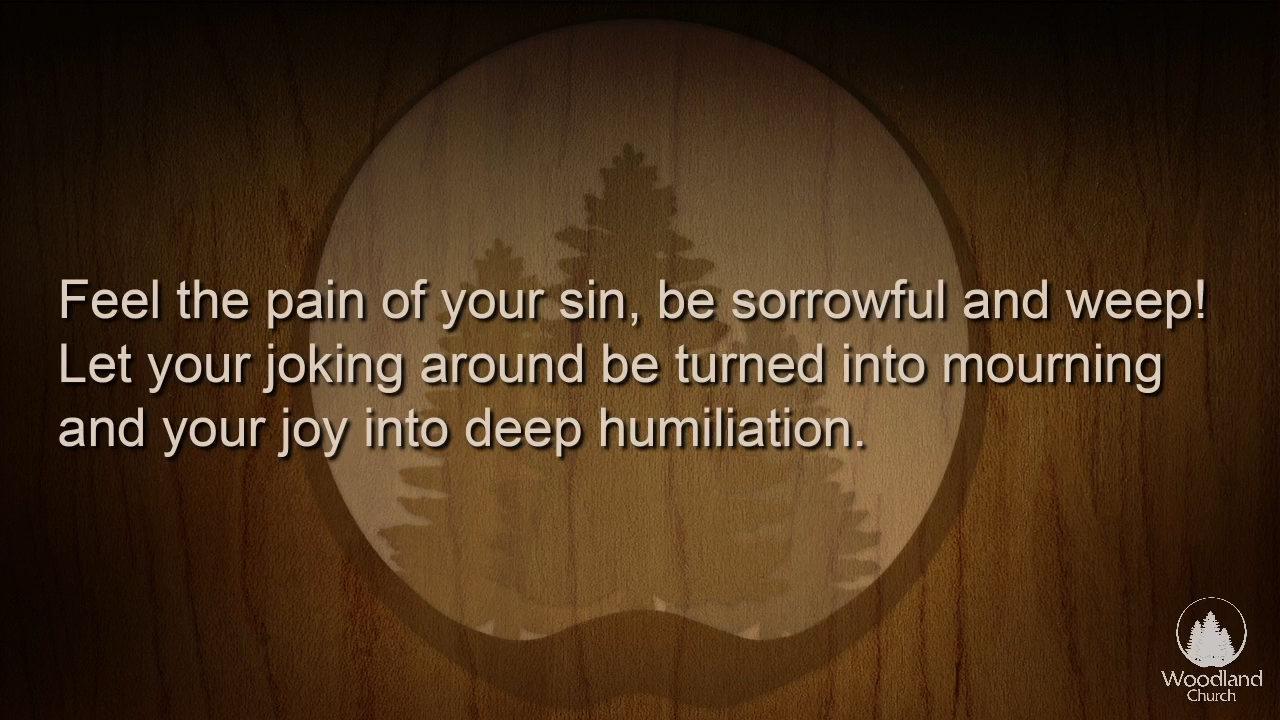 Feel the pain of your sin, be sorrowful and weep!
Let your joking around be turned into mourning
and your joy into deep humiliation.
Woodland
Church